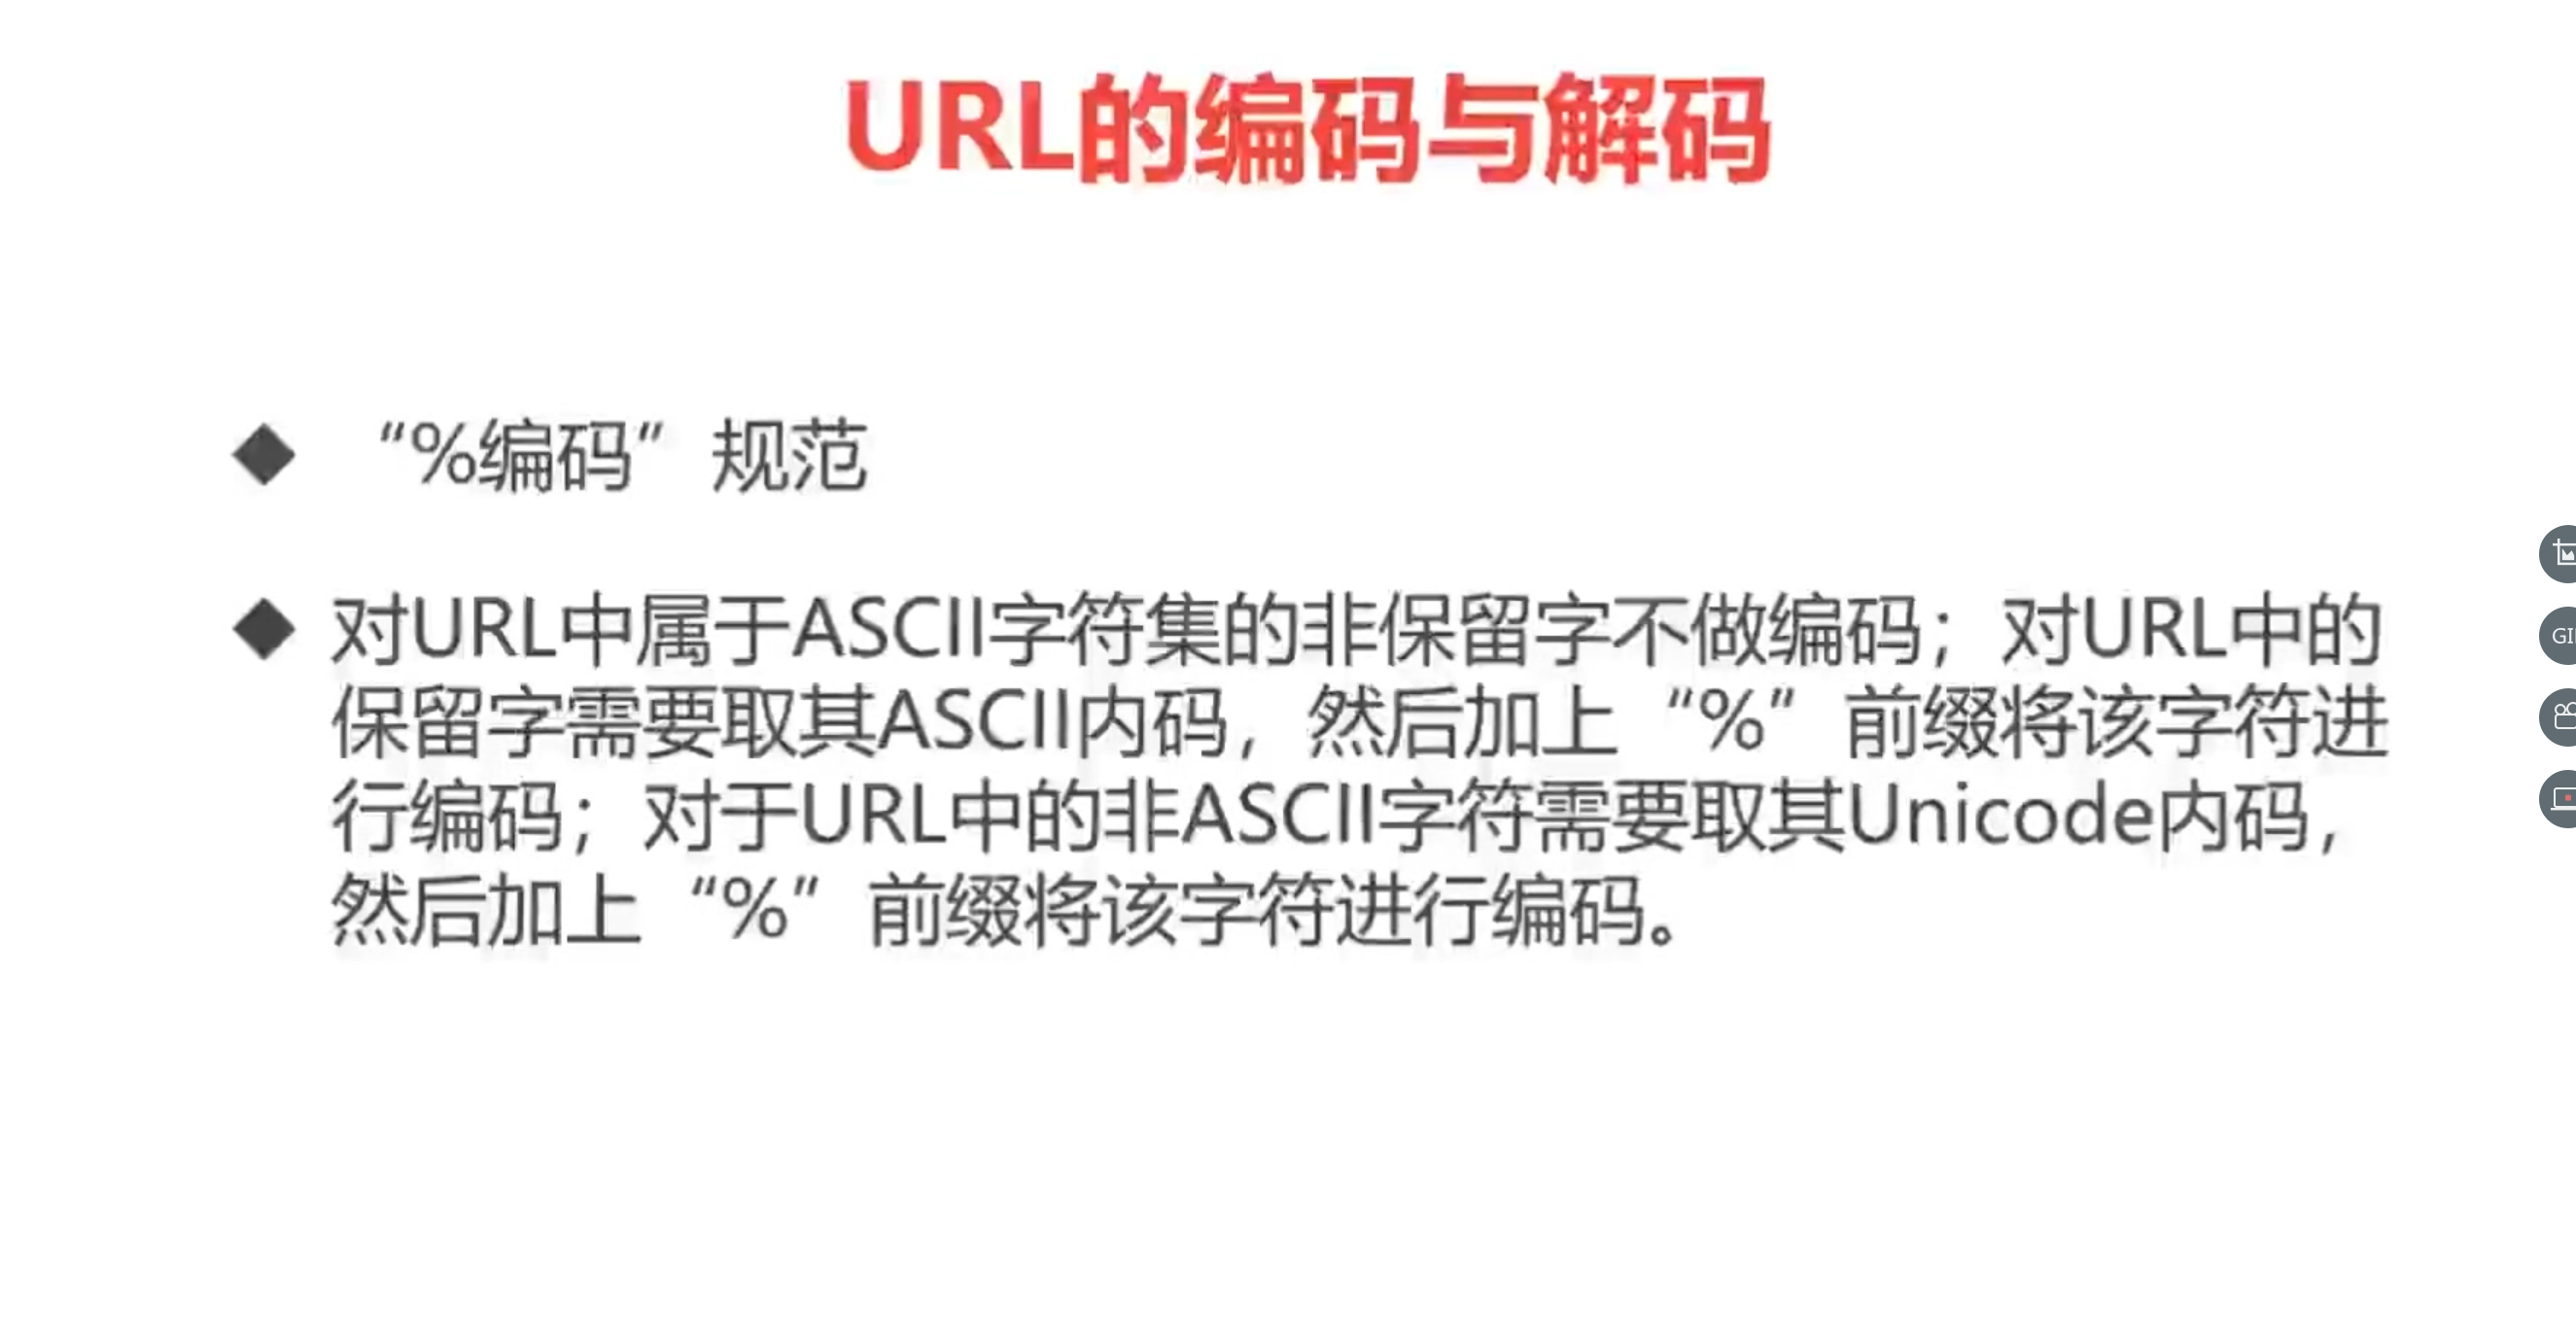 URL的编码与解码
◆ “%编码” 规范
◆ 对URL中属于ASCII字符集的非保留字不做编码；对URL中的
保留字需要取其ASCII内码，然后加上 “%” 前缀将该字符进
行编码；对于URL中的非ASCII字符需要取其Unicode内码，
然后加上 “%” 前缀将该字符进行编码。